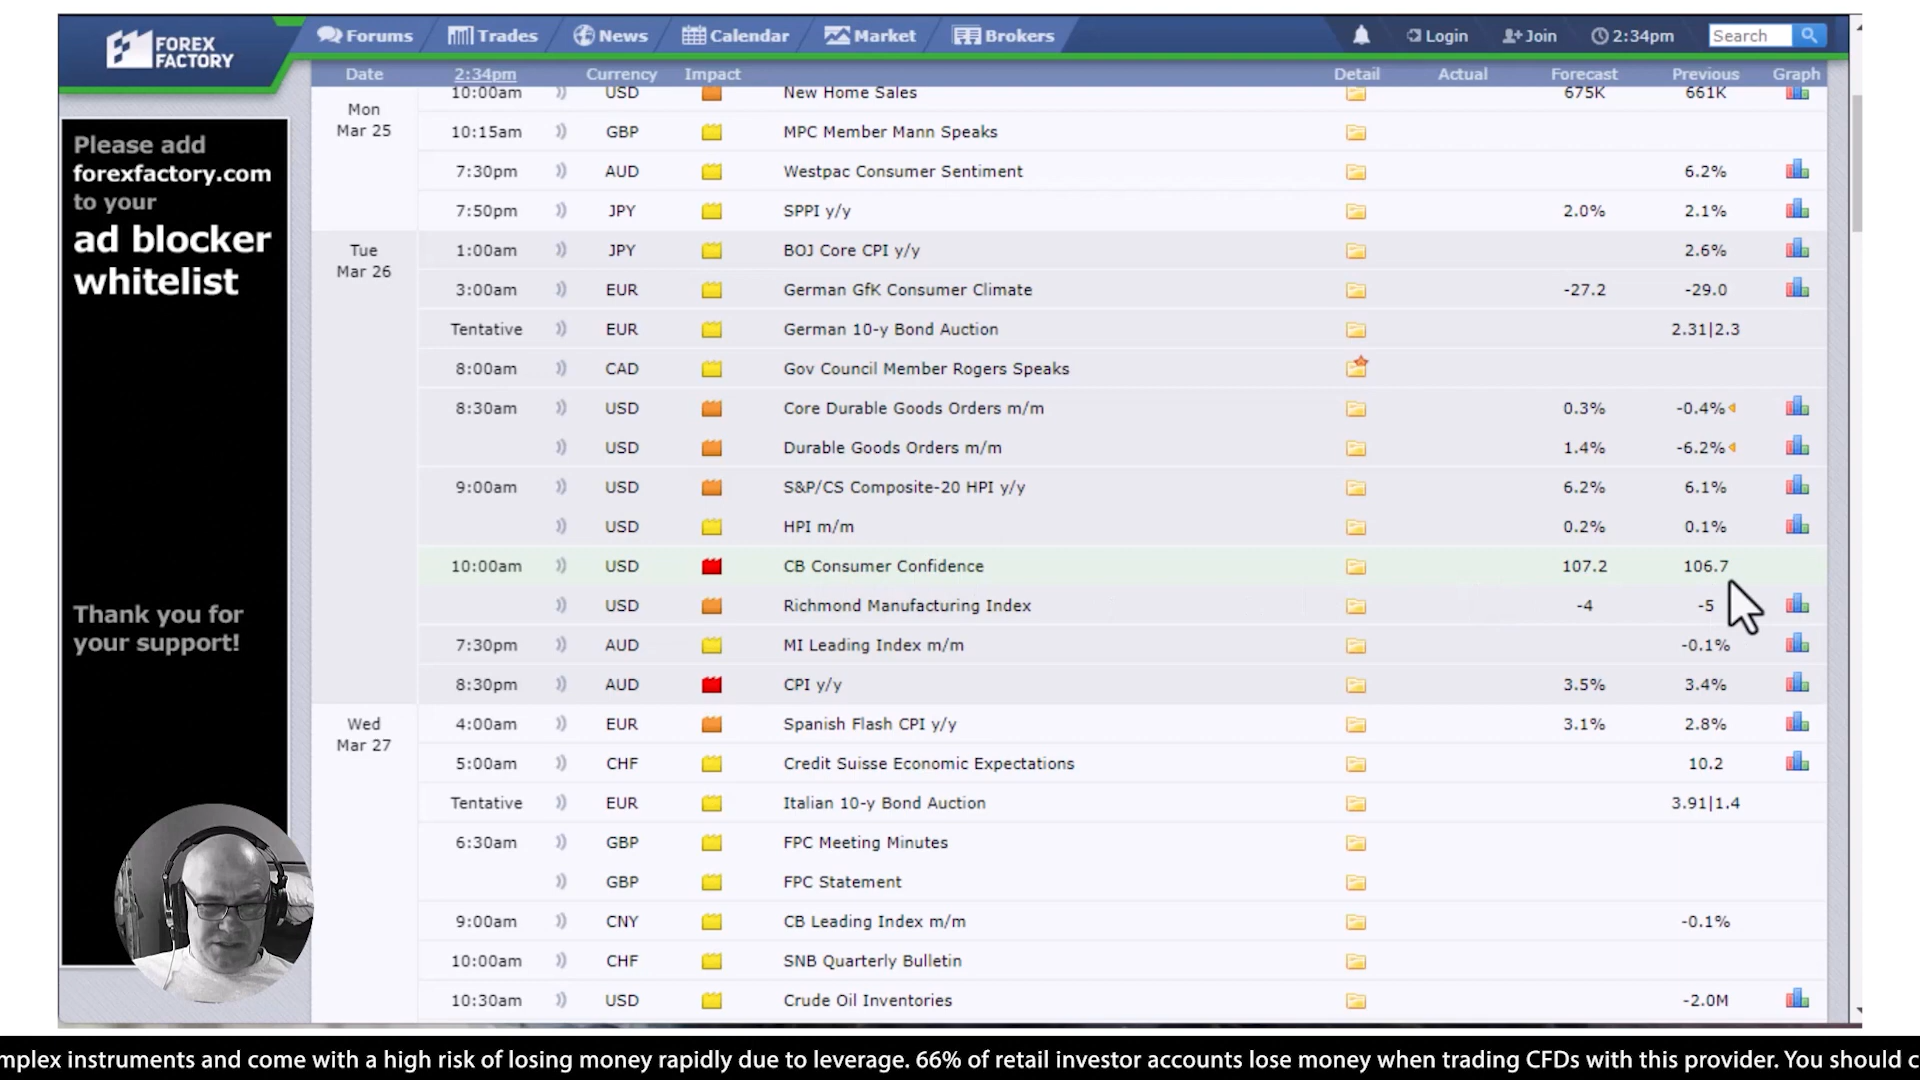 FOREX
FACTORY
Forums Trades News Calendar Market Brokers Login Join 2:34pm Search
Date 2:34pm Currency Impact Detail Actual Forecast Previous Graph
Please add
forexfactory.com
to your
ad blocker
whitelist
Thank you for
your support!
10:00am USD New Home Sales 675K 661K
Mon
Mar 25
10:15am GBP MPC Member Mann Speaks
7:30pm AUD Westpac Consumer Sentiment 6.2%
7:50pm JPY SPPI y/y 2.0% 2.1%
Tue
Mar 26
1:00am JPY BOJ Core CPI y/y 2.6%
3:00am EUR German GfK Consumer Climate -27.2 -29.0
Tentative EUR German 10-y Bond Auction 2.31|2.3
8:00am CAD Gov Council Member Rogers Speaks
8:30am USD Core Durable Goods Orders m/m 0.3% -0.4%
USD Durable Goods Orders m/m 1.4% -6.2%
9:00am USD S&P/CS Composite-20 HPI y/y 6.2% 6.1%
USD HPI m/m 0.2% 0.1%
10:00am USD CB Consumer Confidence 107.2 106.7
USD Richmond Manufacturing Index -4 -5
7:30pm AUD MI Leading Index m/m -0.1%
8:30pm AUD CPI y/y 3.5% 3.4%
Wed
Mar 27
4:00am EUR Spanish Flash CPI y/y 3.1% 2.8%
5:00am CHF Credit Suisse Economic Expectations 10.2
Tentative EUR Italian 10-y Bond Auction 3.91|1.4
6:30am GBP FPC Meeting Minutes
GBP FPC Statement
9:00am CNY CB Leading Index m/m -0.1%
10:00am CHF SNB Quarterly Bulletin
10:30am USD Crude Oil Inventories -2.0M
mplex instruments and come with a high risk of losing money rapidly due to leverage. 66% of retail investor accounts lose money when trading CFDs with this provider. You should c